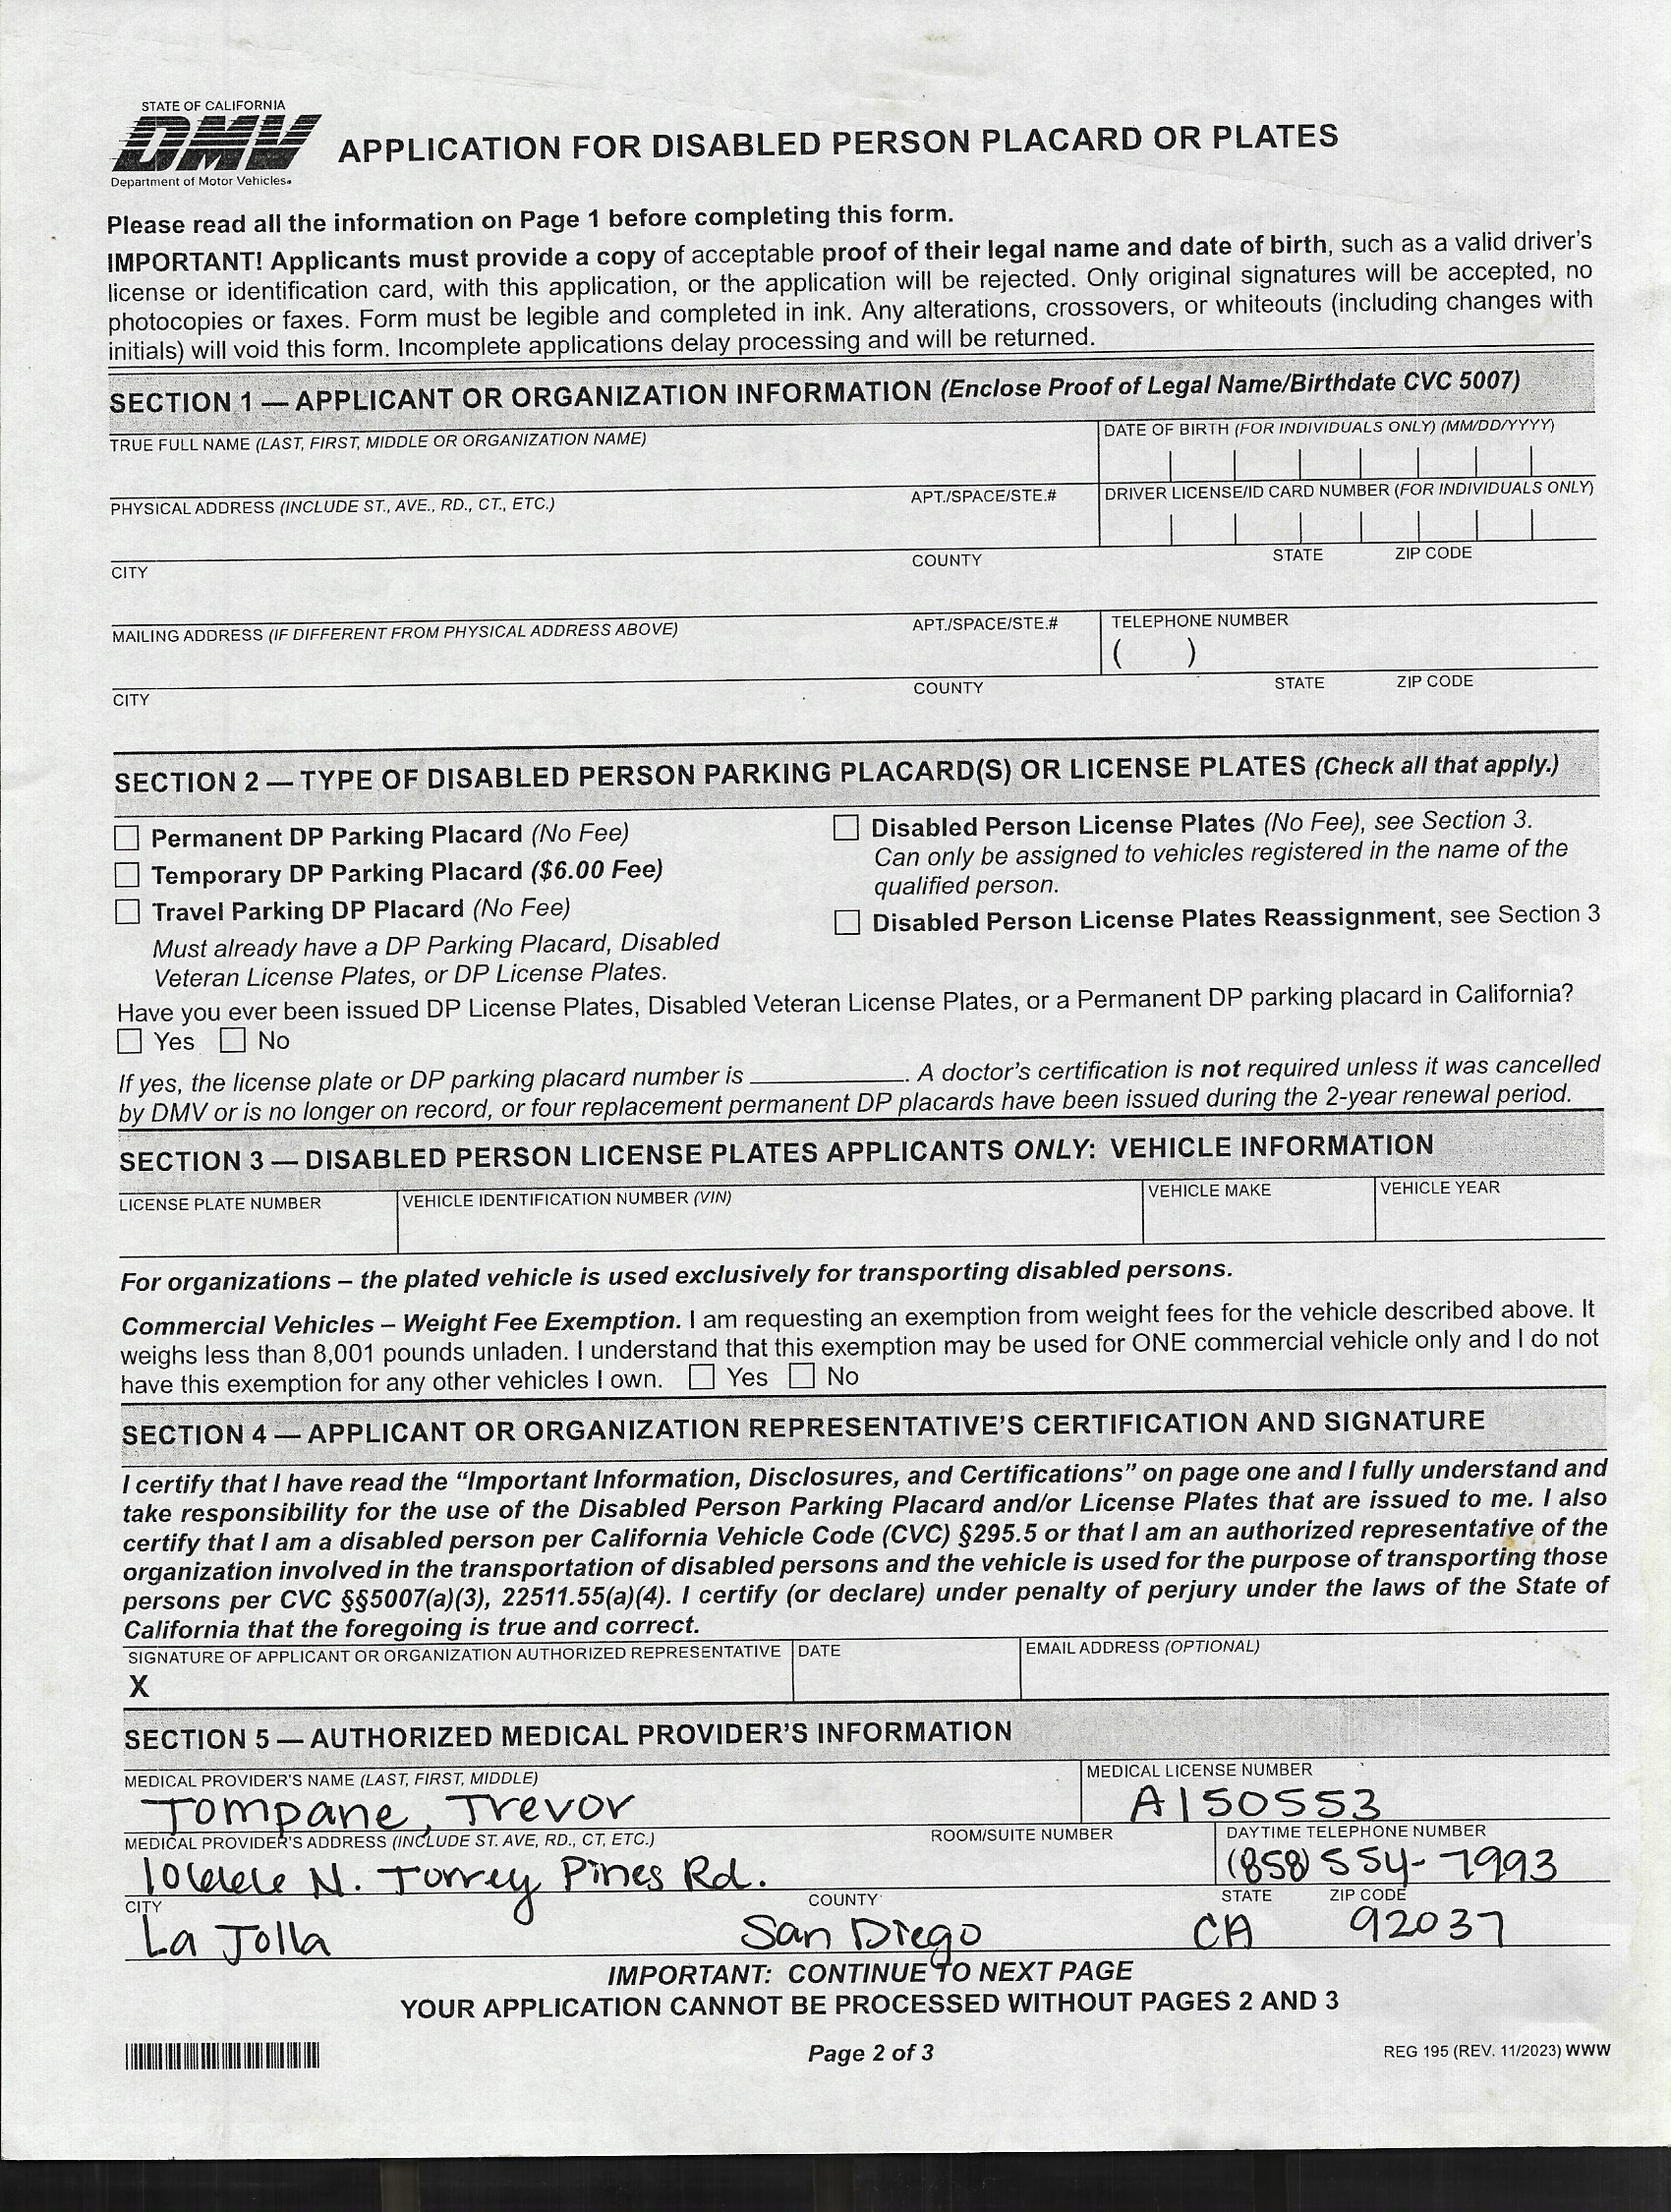 STATE OF CALIFORNIA
DMV
Department of Motor Vehicles®
APPLICATION FOR DISABLED PERSON PLACARD OR PLATES
Please read all the information on Page 1 before completing this form.
IMPORTANT! Applicants must provide a copy of acceptable proof of their legal name and date of birth, such as a valid driver's
license or identification card, with this application, or the application will be rejected. Only original signatures will be accepted, no
photocopies or faxes. Form must be legible and completed in ink. Any alterations, crossovers, or whiteouts (including changes with
initials) will void this form. Incomplete applications delay processing and will be returned.
SECTION 1 — APPLICANT OR ORGANIZATION INFORMATION (Enclose Proof of Legal Name/Birthdate CVC 5007)
TRUE FULL NAME (LAST, FIRST, MIDDLE OR ORGANIZATION NAME) DATE OF BIRTH (FOR INDIVIDUALS ONLY) (MM/DD/YYYY)
PHYSICAL ADDRESS (INCLUDE ST., AVE., RD., CT., ETC.) APT./SPACE/STE.# DRIVER LICENSE/ID CARD NUMBER (FOR INDIVIDUALS ONLY)
CITY COUNTY STATE ZIP CODE
MAILING ADDRESS (IF DIFFERENT FROM PHYSICAL ADDRESS ABOVE) APT./SPACE/STE.# TELEPHONE NUMBER
( )
CITY COUNTY STATE ZIP CODE
SECTION 2 — TYPE OF DISABLED PERSON PARKING PLACARD(S) OR LICENSE PLATES (Check all that apply.)
Permanent DP Parking Placard (No Fee)
Temporary DP Parking Placard ($6.00 Fee)
Travel Parking DP Placard (No Fee)
Must already have a DP Parking Placard, Disabled
Veteran License Plates, or DP License Plates.
Disabled Person License Plates (No Fee), see Section 3.
Can only be assigned to vehicles registered in the name of the
qualified person.
Disabled Person License Plates Reassignment, see Section 3
Have you ever been issued DP License Plates, Disabled Veteran License Plates, or a Permanent DP parking placard in California?
Yes No
If yes, the license plate or DP parking placard number is ___________. A doctor's certification is not required unless it was cancelled
by DMV or is no longer on record, or four replacement permanent DP placards have been issued during the 2-year renewal period.
SECTION 3 — DISABLED PERSON LICENSE PLATES APPLICANTS ONLY: VEHICLE INFORMATION
LICENSE PLATE NUMBER VEHICLE IDENTIFICATION NUMBER (VIN) VEHICLE MAKE VEHICLE YEAR
For organizations – the plated vehicle is used exclusively for transporting disabled persons.
Commercial Vehicles – Weight Fee Exemption. I am requesting an exemption from weight fees for the vehicle described above. It
weighs less than 8,001 pounds unladen. I understand that this exemption may be used for ONE commercial vehicle only and I do not
have this exemption for any other vehicles I own. Yes No
SECTION 4 — APPLICANT OR ORGANIZATION REPRESENTATIVE'S CERTIFICATION AND SIGNATURE
I certify that I have read the “Important Information, Disclosures, and Certifications” on page one and I fully understand and
take responsibility for the use of the Disabled Person Parking Placard and/or License Plates that are issued to me. I also
certify that I am a disabled person per California Vehicle Code (CVC) §295.5 or that I am an authorized representative of the
organization involved in the transportation of disabled persons and the vehicle is used for the purpose of transporting those
persons per CVC §§5007(a)(3), 22511.55(a)(4). I certify (or declare) under penalty of perjury under the laws of the State of
California that the foregoing is true and correct.
SIGNATURE OF APPLICANT OR ORGANIZATION AUTHORIZED REPRESENTATIVE DATE EMAIL ADDRESS (OPTIONAL)
X
SECTION 5 — AUTHORIZED MEDICAL PROVIDER'S INFORMATION
MEDICAL PROVIDER'S NAME (LAST, FIRST, MIDDLE) MEDICAL LICENSE NUMBER
Tompane, Trevor A150553
MEDICAL PROVIDER'S ADDRESS (INCLUDE ST. AVE, RD., CT, ETC.) ROOM/SUITE NUMBER DAYTIME TELEPHONE NUMBER
10666 N. Torrey Pines Rd. (858) 554-7993
CITY COUNTY STATE ZIP CODE
La Jolla San Diego CA 92037
IMPORTANT: CONTINUE TO NEXT PAGE
YOUR APPLICATION CANNOT BE PROCESSED WITHOUT PAGES 2 AND 3
Page 2 of 3
REG 195 (REV. 11/2023) WWW